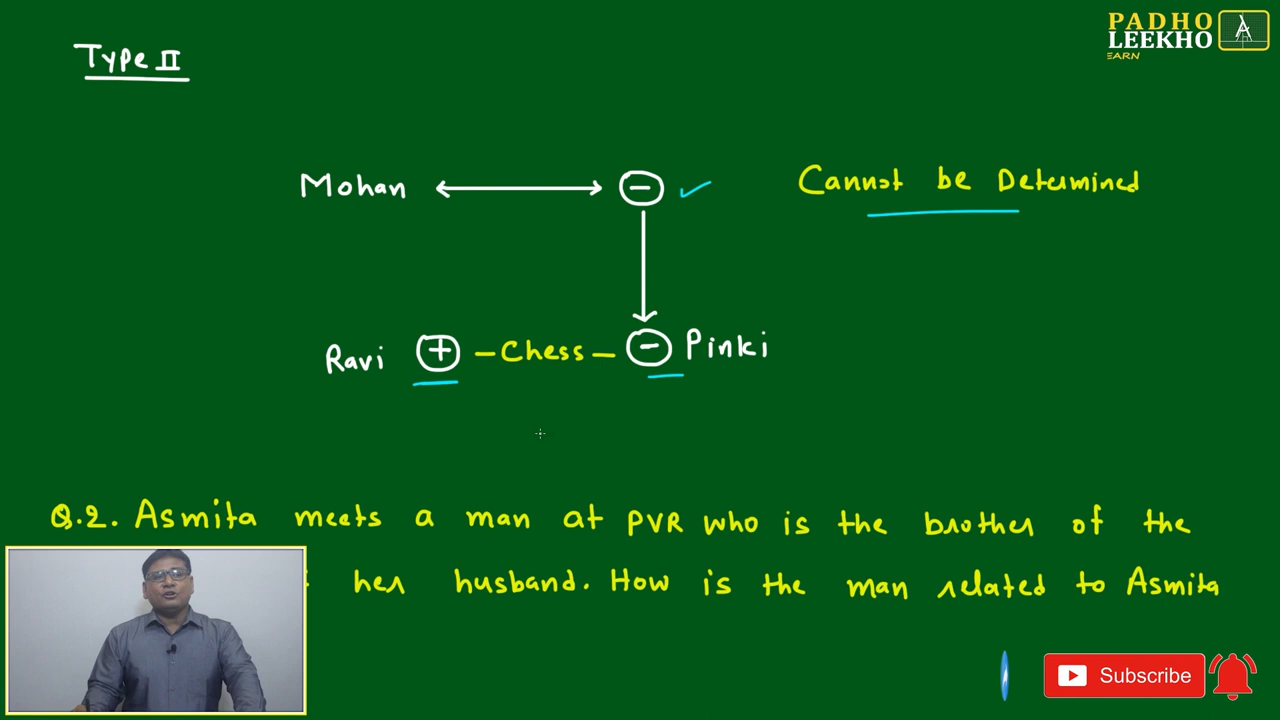 PADHO
LEEKHO
EARN
Type II
Mohan
Cannot be Determined
Ravi + - Chess - - Pinki
Q.2. Asmita meets a man at PVR who is the brother of the
her husband. How is the man related to Asmita
Subscribe